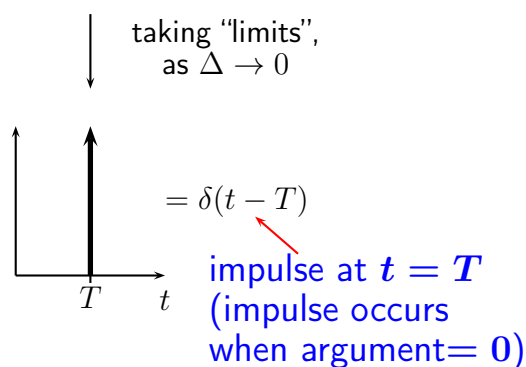 taking “limits”,
as Δ → 0
= δ(t − T)
T
t
impulse at t = T
(impulse occurs
when argument= 0)